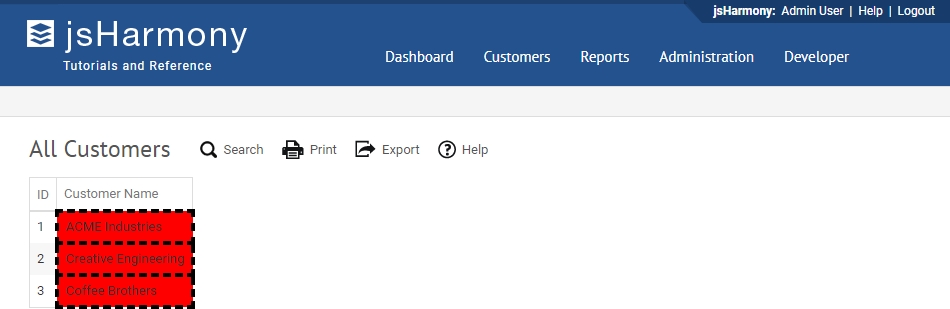 jsHarmony: Admin User | Help | Logout
jsHarmony
Tutorials and Reference
Dashboard Customers Reports Administration Developer
All Customers Search Print Export Help
ID Customer Name
1 ACME Industries
2 Creative Engineering
3 Coffee Brothers